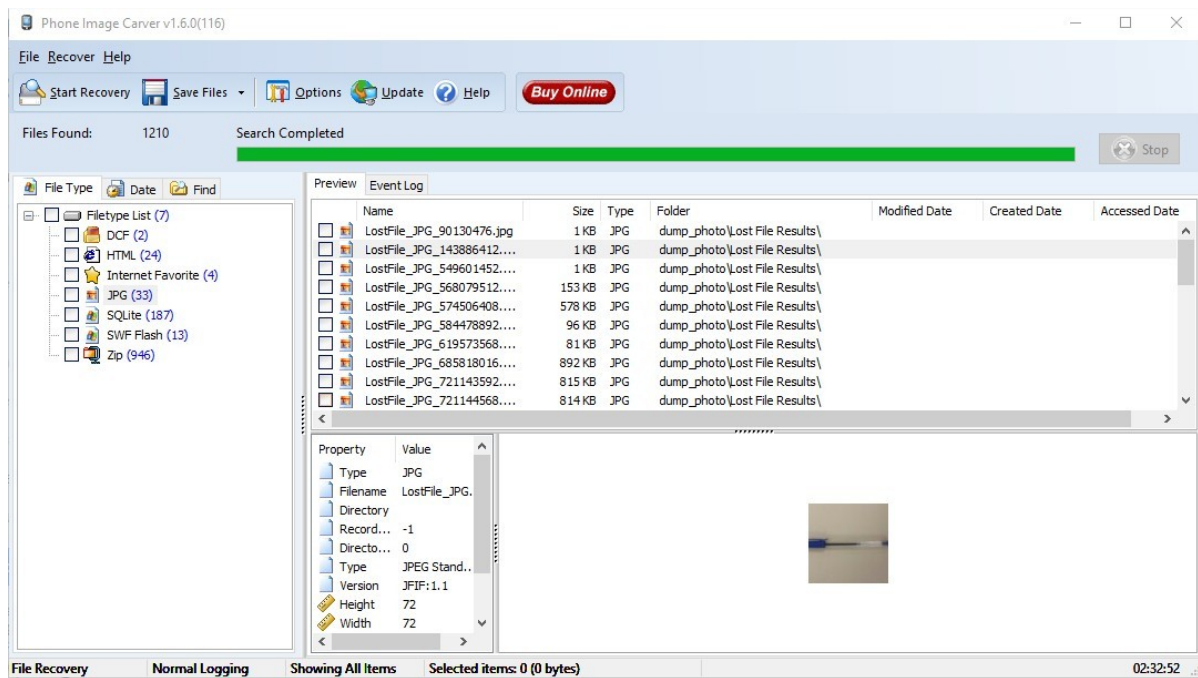 Phone Image Carver v1.6.0(116)
File Recover Help
Start Recovery Save Files Options Update Help Buy Online
Files Found: 1210 Search Completed
Stop
File Type Date Find
Filetype List (7)
DCF (2)
HTML (24)
Internet Favorite (4)
JPG (33)
SQLite (187)
SWF Flash (13)
Zip (946)
Preview Event Log
Name Size Type Folder Modified Date Created Date Accessed Date
LostFile_JPG_90130476.jpg 1 KB JPG dump_photo\Lost File Results\
LostFile_JPG_143886412.... 1 KB JPG dump_photo\Lost File Results\
LostFile_JPG_549601452.... 1 KB JPG dump_photo\Lost File Results\
LostFile_JPG_568079512.... 153 KB JPG dump_photo\Lost File Results\
LostFile_JPG_574506408.... 578 KB JPG dump_photo\Lost File Results\
LostFile_JPG_584478892.... 96 KB JPG dump_photo\Lost File Results\
LostFile_JPG_619573568.... 81 KB JPG dump_photo\Lost File Results\
LostFile_JPG_685818016.... 892 KB JPG dump_photo\Lost File Results\
LostFile_JPG_721143592.... 815 KB JPG dump_photo\Lost File Results\
LostFile_JPG_721144568.... 814 KB JPG dump_photo\Lost File Results\
Property Value
Type JPG
Filename LostFile_JPG.
Directory
Record... -1
Directo... 0
Type JPEG Stand..
Version JFIF:1.1
Height 72
Width 72
File Recovery Normal Logging Showing All Items Selected items: 0 (0 bytes) 02:32:52